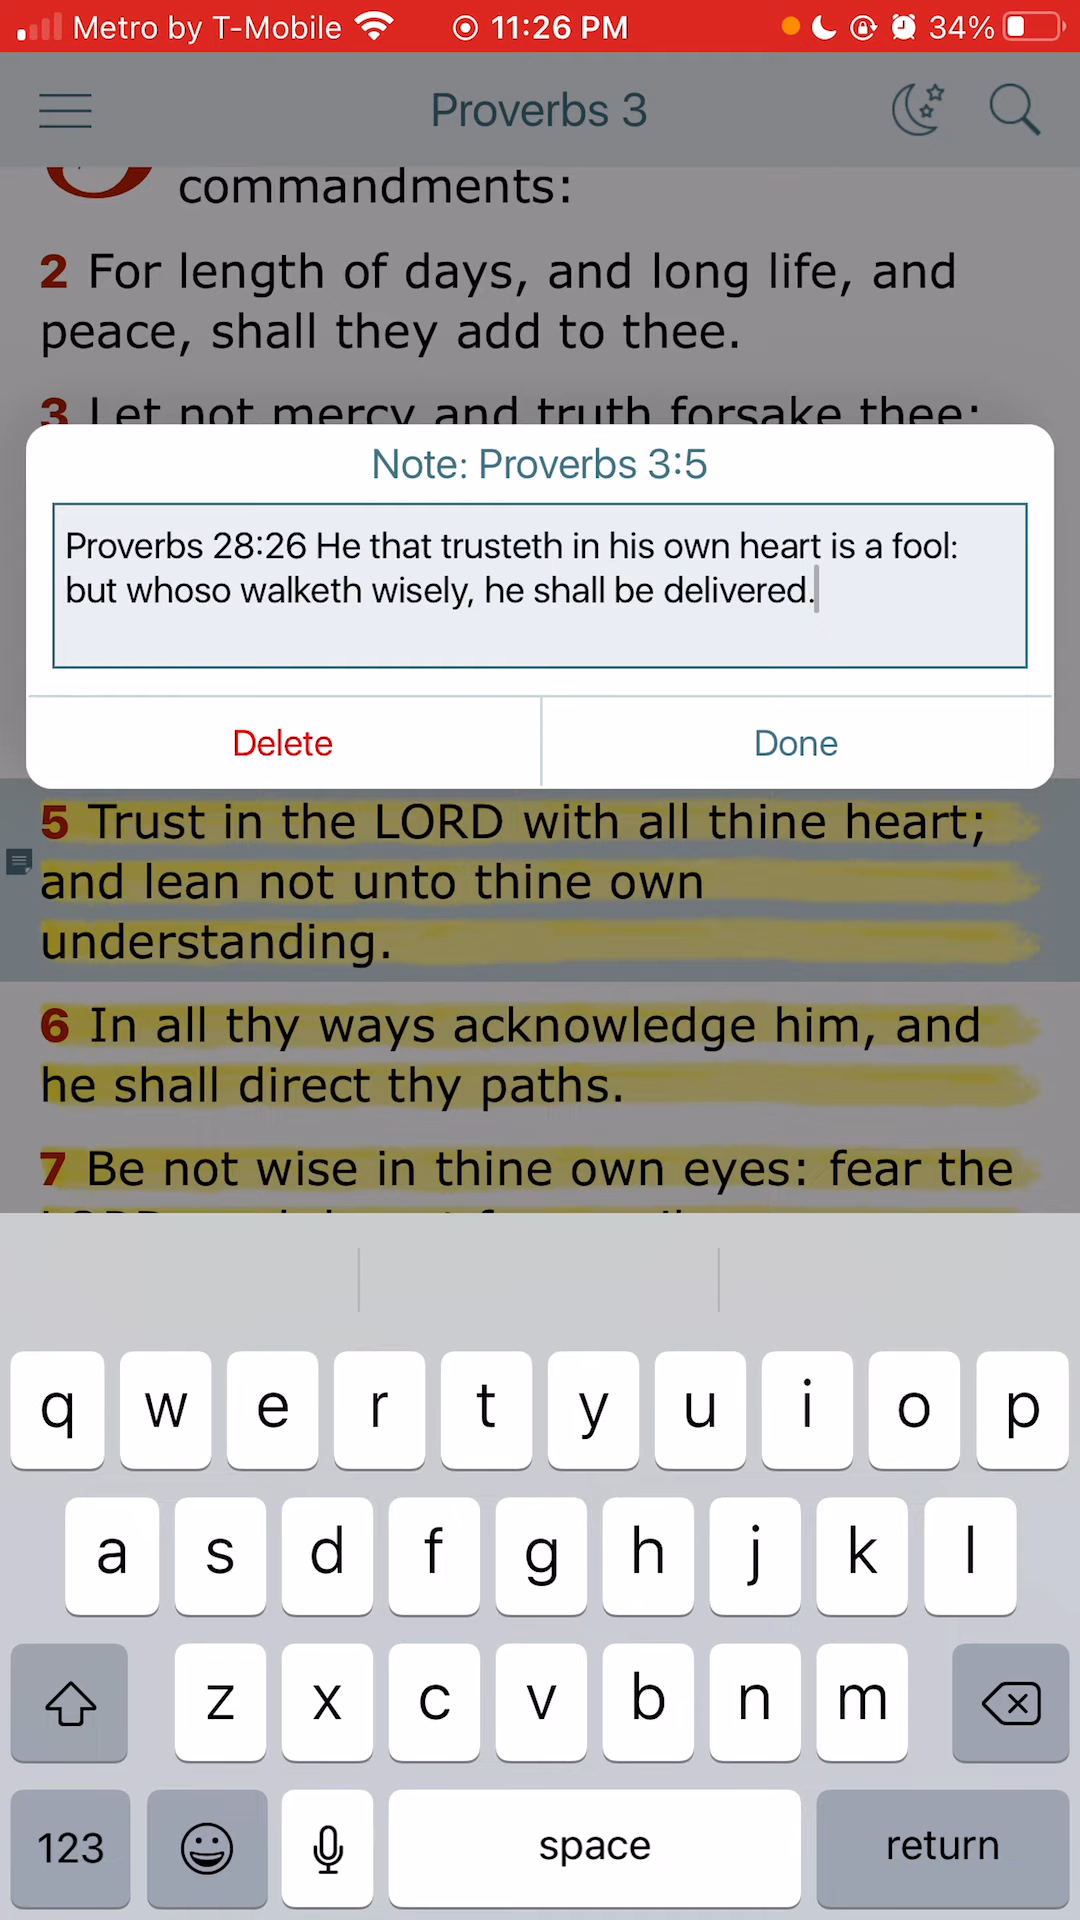 Metro by T-Mobile 11:26 PM 34%
Proverbs 3
commandments:
2 For length of days, and long life, and
peace, shall they add to thee.
3 Let not mercy and truth forsake thee:
Note: Proverbs 3:5
Proverbs 28:26 He that trusteth in his own heart is a fool:
but whoso walketh wisely, he shall be delivered.
Delete Done
5 Trust in the LORD with all thine heart;
and lean not unto thine own
understanding.
6 In all thy ways acknowledge him, and
he shall direct thy paths.
7 Be not wise in thine own eyes: fear the
q w e r t y u i o p
a s d f g h j k l
z x c v b n m
123 space return